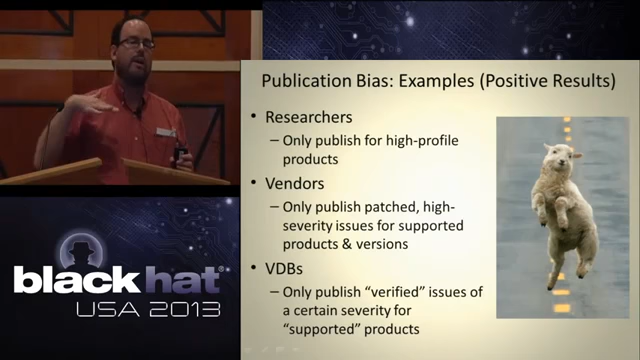 Publication Bias: Examples (Positive Results)
• Researchers
– Only publish for high-profile
products
• Vendors
– Only publish patched, high-
severity issues for supported
products & versions
• VDBs
– Only publish “verified” issues of
a certain severity for
“supported” products
black hat®
USA 2013